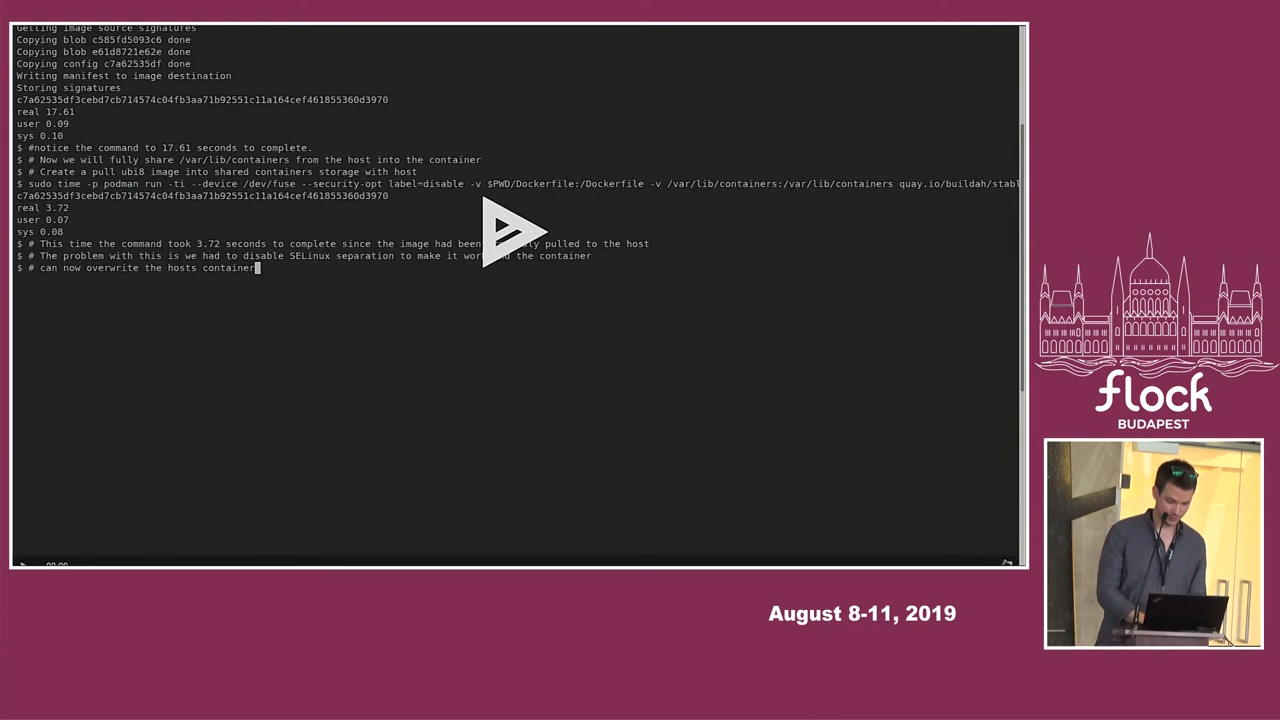 Getting image source signatures
Copying blob c585fd5093c6 done
Copying blob e61d8721e62e done
Copying config c7a62535df done
Writing manifest to image destination
Storing signatures
c7a62535df3cebd7cb714574c04fb3aa71b92551c11a164cef461855360d3970
real 17.61
user 0.09
sys 0.10
$ #notice the command to 17.61 seconds to complete.
$ # Now we will fully share /var/lib/containers from the host into the container
$ # Create a pull ubi8 image into shared containers storage with host
$ sudo time -p podman run -ti --device /dev/fuse --security-opt label=disable -v $PWD/Dockerfile:/Dockerfile -v /var/lib/containers:/var/lib/containers quay.io/buildah/stabl
c7a62535df3cebd7cb714574c04fb3aa71b92551c11a164cef461855360d3970
real 3.72
user 0.07
sys 0.08
$ # This time the command took 3.72 seconds to complete since the image had been pulled to the host
$ # The problem with this is we had to disable SELinux separation to make it the container
$ # can now overwrite the hosts container
flock
BUDAPEST
August 8-11, 2019